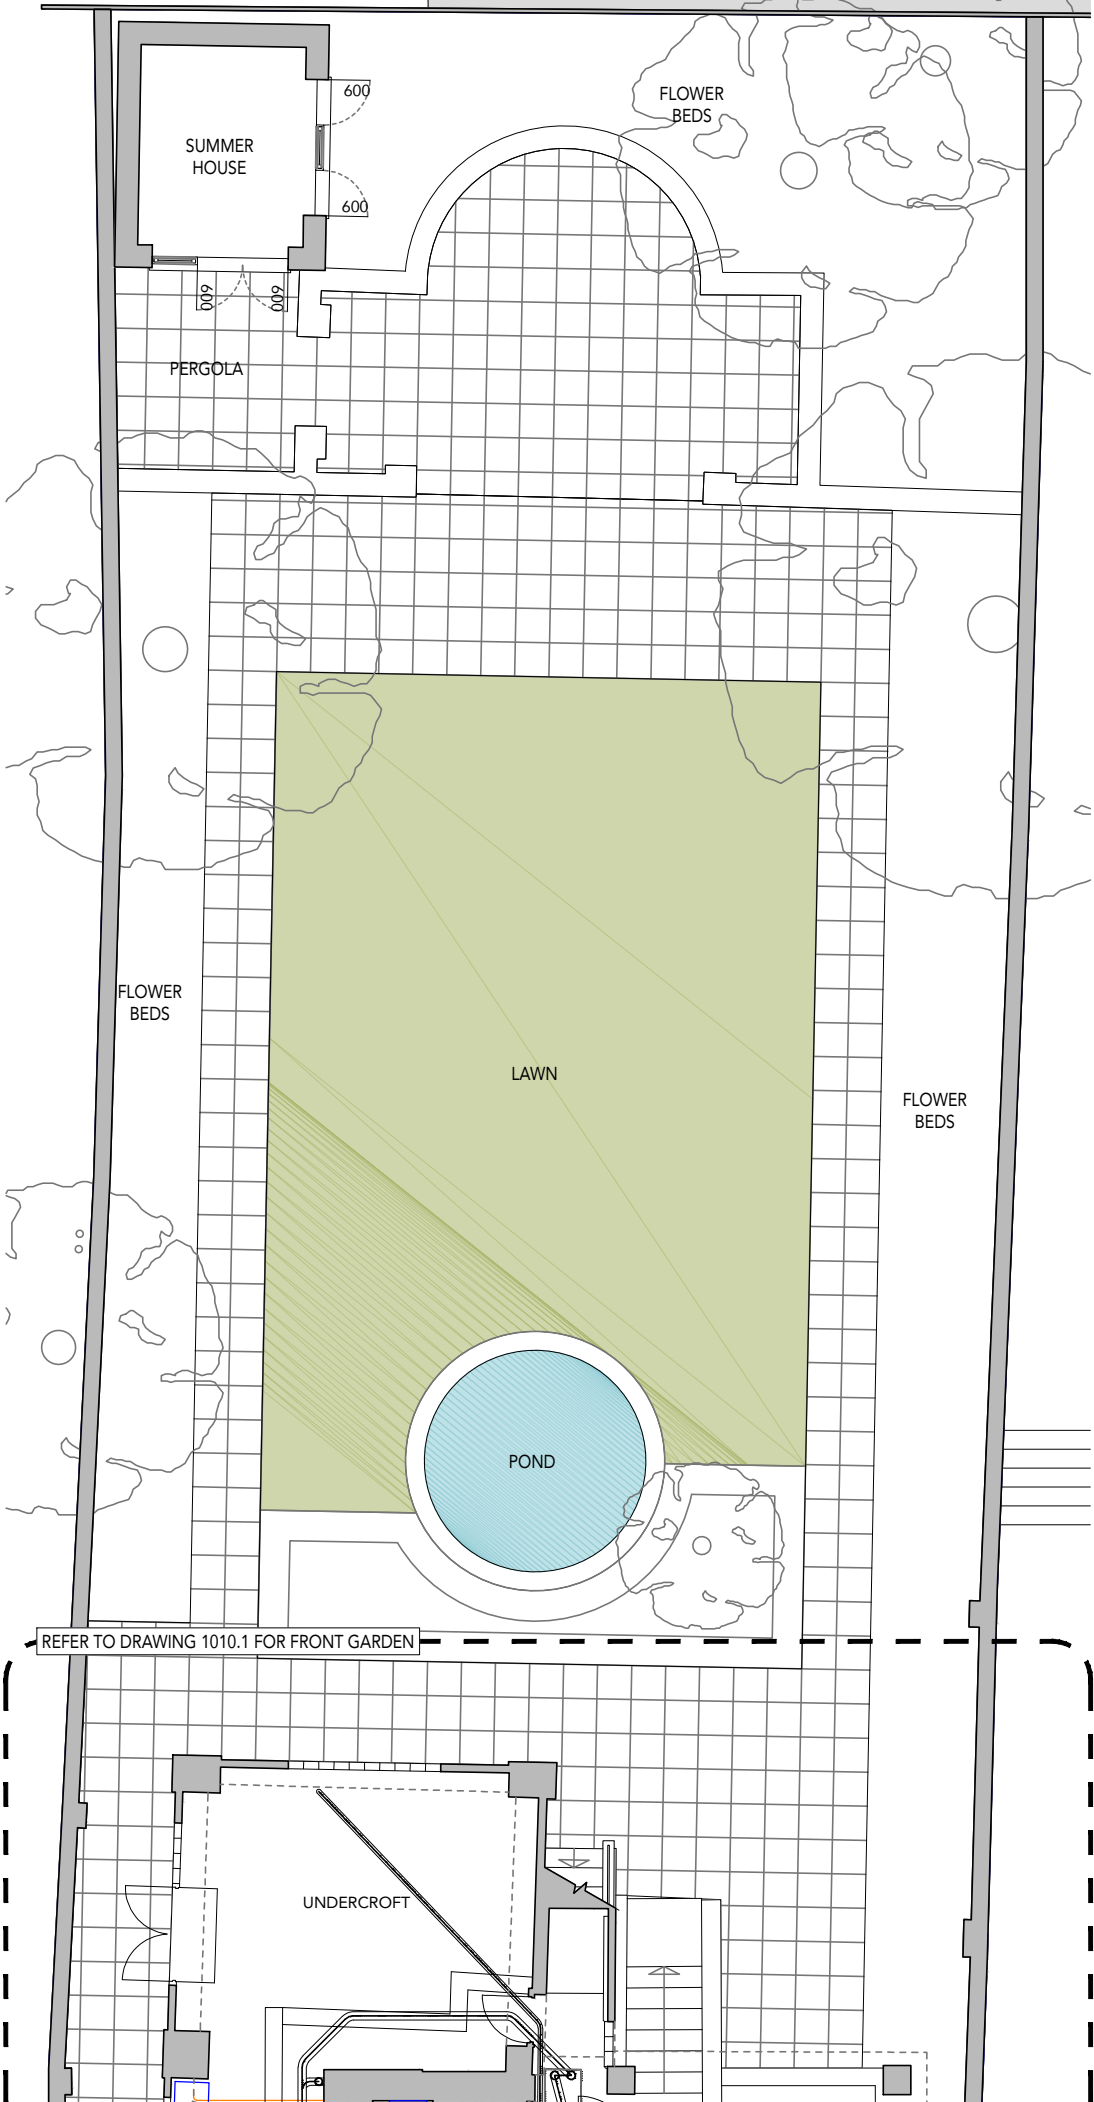 FLOWER
BEDS
600
SUMMER
HOUSE
600
600
600
PERGOLA
FLOWER
BEDS
LAWN
FLOWER
BEDS
POND
REFER TO DRAWING 1010.1 FOR FRONT GARDEN
UNDERCROFT